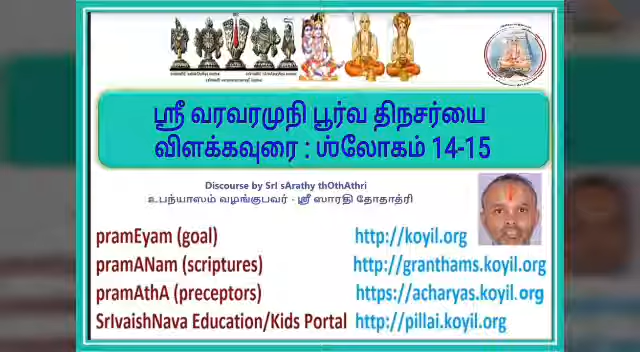 ஸ்ரீ வரவரமுநி பூர்வ திநசர்யை
விளக்கவுரை : ஶ்லோகம் 14-15
Discourse by SrI sArathy thOthAthri
உபந்யாஸம் வழங்குபவர் - ஸ்ரீ ஸாரதி தோதாத்ரி
pramEyam (goal) http://koyil.org
pramANam (scriptures) http://granthams.koyil.org
pramAthA (preceptors) https://acharyas.koyil.org
SrIvaishNava Education/Kids Portal http://pillai.koyil.org